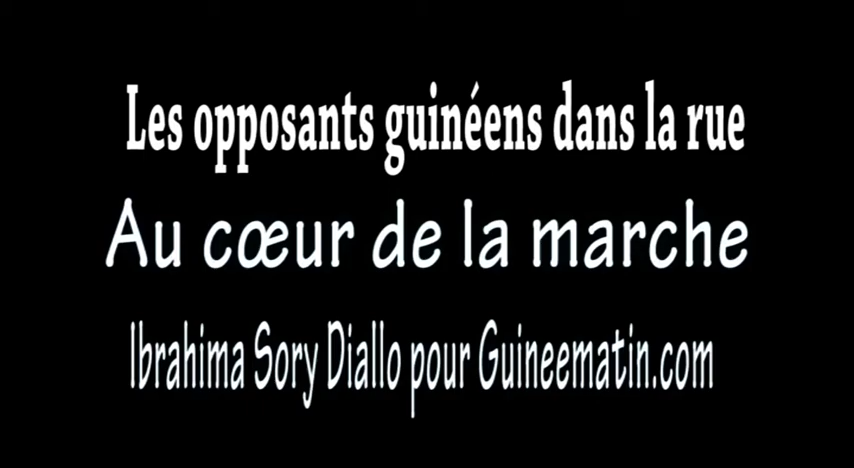 Les opposants guinéens dans la rue
Au cœur de la marche
Ibrahima Sory Diallo pour Guineematin.com